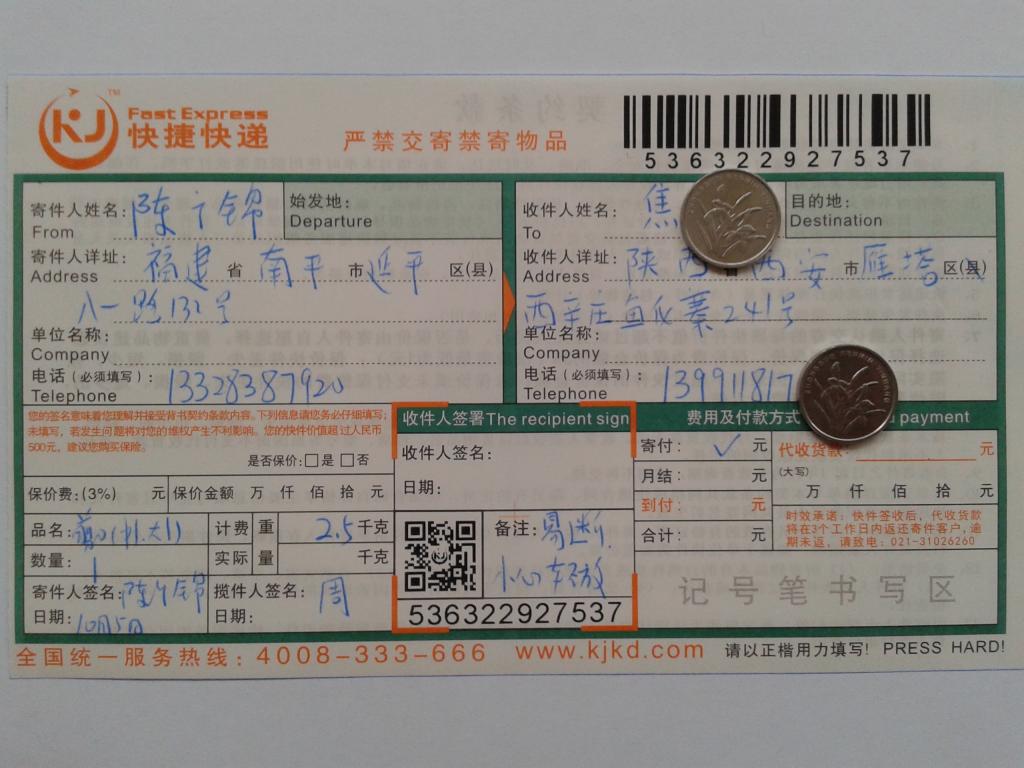 KJ™ Fast Express
快捷快递
严禁交寄禁寄物品
536322927537
寄件人姓名: 陈 锦
From
始发地:
Departure
寄件人详址: 福建 省 南平 市 延平 区(县)
Address
八一路132号
单位名称:
Company
电话 (必须填写): 13328387920
Telephone
收件人姓名: 焦
To
目的地:
Destination
收件人详址: 陕西 西安 市 雁塔 区(县)
Address
西辛庄鱼化寨241号
单位名称:
Company
电话 (必须填写): 139911817
Telephone
您的签名意味着您理解并接受背书契约条款内容。下列信息请您务必仔细填写;
未填写,若发生问题将对您的维权产生不利影响。您的快件价值超过人民币
500元,建议您购买保险。
是否保价:□是 □否
保价费:(3%) 元 保价金额 万 仟 佰 拾 元
品名: 计费重量 2.5 千克
数量: 1 实际重量 千克
寄件人签名: 陈 锦
日期: 10月5日
揽件人签名: 周
日期:
收件人签署The recipient sign
收件人签名:
日期:
备注: 易断
小心轻放
536322927537
费用及付款方式 payment
寄付: ✓ 元
月结: 元
到付: 元
合计: 元
代收货款: 元
(大写)
万 仟 佰 拾 元
时效承诺:快件签收后,代收货款
将在3个工作日内返还寄件客户,逾
期未返,请致电:021-31026260
记号笔书写区
全国统一服务热线:4008-333-666 www.kjkd.com 请以正楷用力填写! PRESS HARD!